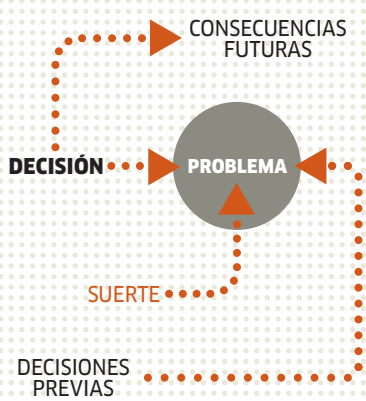 CONSECUENCIAS
FUTURAS
DECISIÓN
PROBLEMA
SUERTE
DECISIONES
PREVIAS